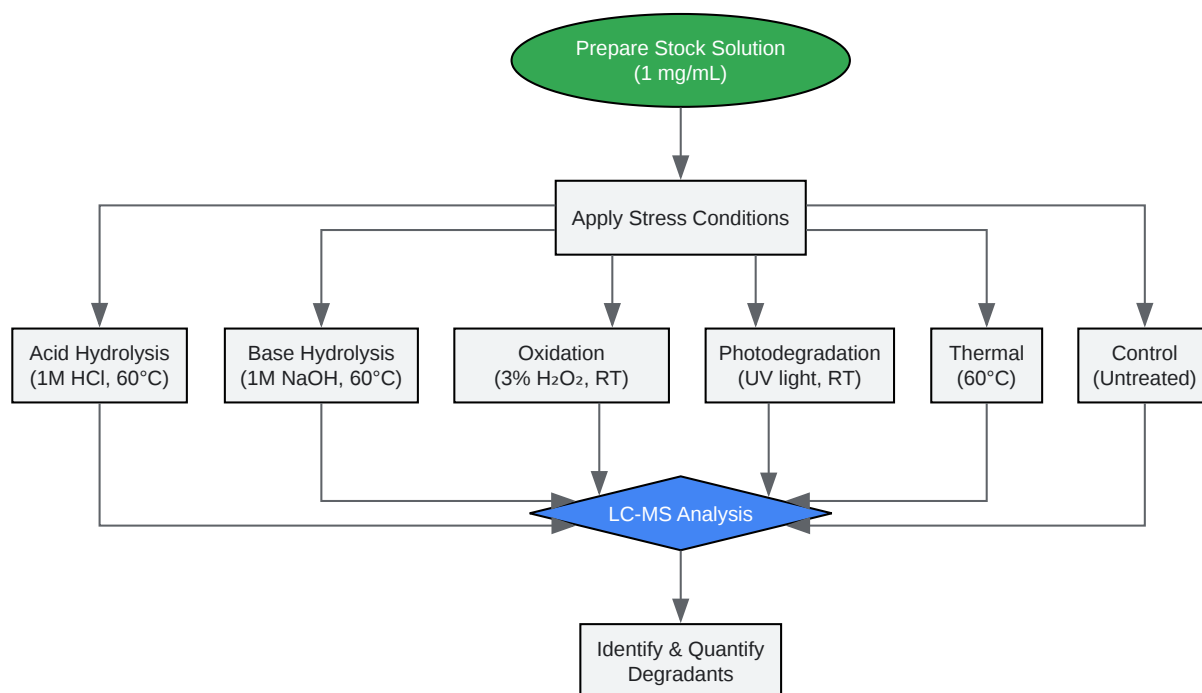 Prepare Stock Solution
(1 mg/mL)
Apply Stress Conditions
Acid Hydrolysis
(1M HCl, 60°C)
Base Hydrolysis
(1M NaOH, 60°C)
Oxidation
(3% H₂O₂, RT)
Photodegradation
(UV light, RT)
Thermal
(60°C)
Control
(Untreated)
LC-MS Analysis
Identify & Quantify
Degradants